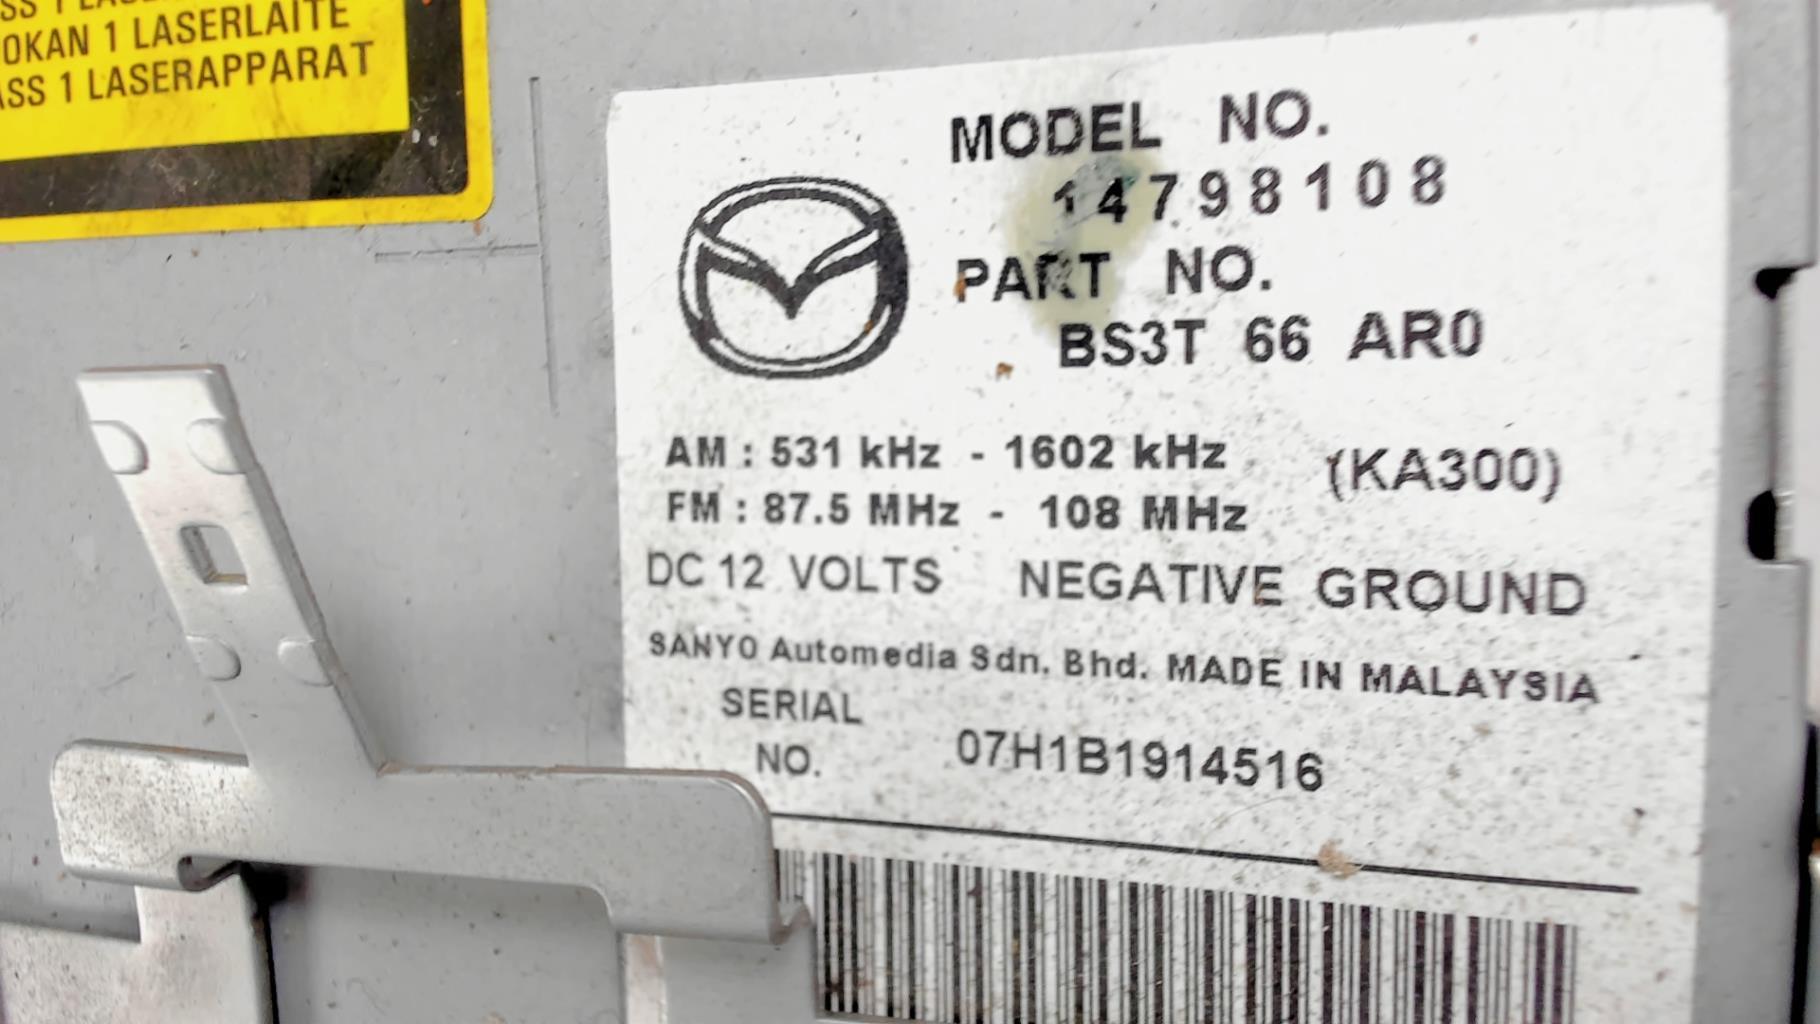 OKAN 1 LASERLAITE
ASS 1 LASERAPPARAT
MODEL NO.
14798108
PART NO.
BS3T 66 AR0
AM : 531 kHz - 1602 kHz (KA300)
FM : 87.5 MHz - 108 MHz
DC 12 VOLTS NEGATIVE GROUND
SANYO Automedia Sdn. Bhd. MADE IN MALAYSIA
SERIAL
NO. 07H1B1914516